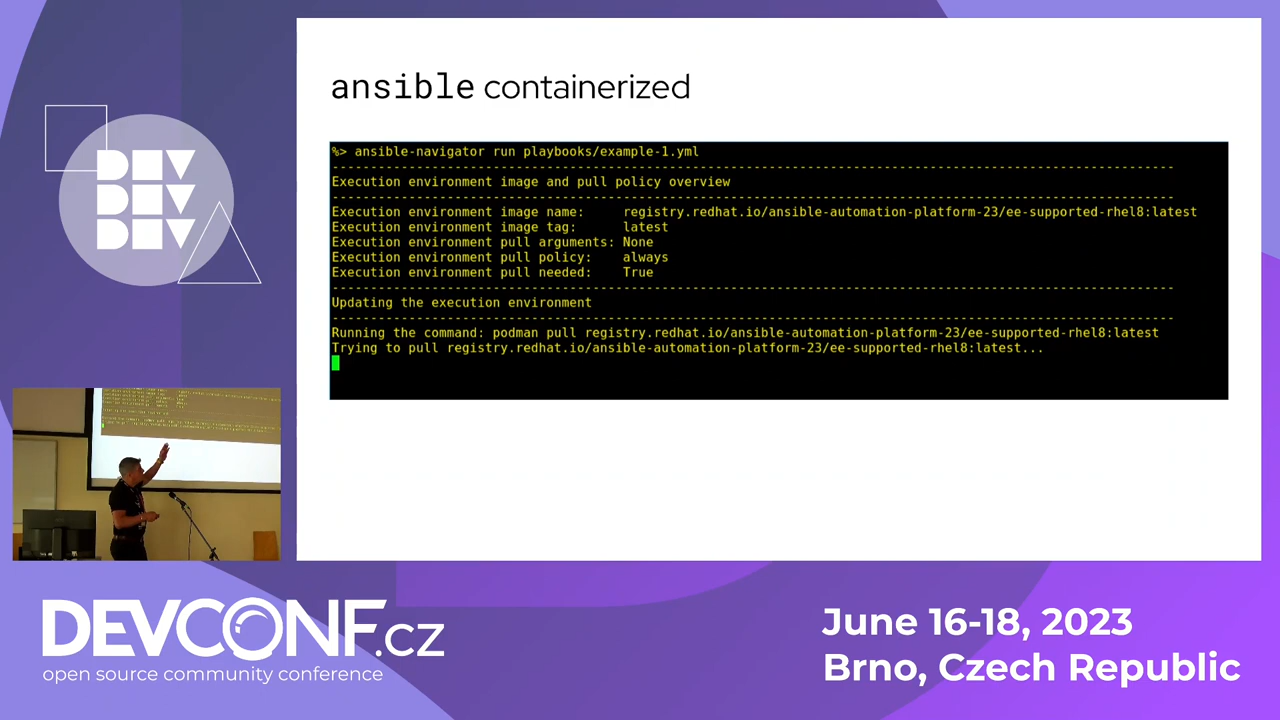 DEV
DEV
DEV
ansible containerized
%> ansible-navigator run playbooks/example-1.yml
----------------------------------------------------------------------------------------------------------------
Execution environment image and pull policy overview
----------------------------------------------------------------------------------------------------------------
Execution environment image name:     registry.redhat.io/ansible-automation-platform-23/ee-supported-rhel8:latest
Execution environment image tag:      latest
Execution environment pull arguments: None
Execution environment pull policy:    always
Execution environment pull needed:    True
----------------------------------------------------------------------------------------------------------------
Updating the execution environment
----------------------------------------------------------------------------------------------------------------
Running the command: podman pull registry.redhat.io/ansible-automation-platform-23/ee-supported-rhel8:latest
Trying to pull registry.redhat.io/ansible-automation-platform-23/ee-supported-rhel8:latest...
DEVCONF.cz
open source community conference
June 16-18, 2023
Brno, Czech Republic